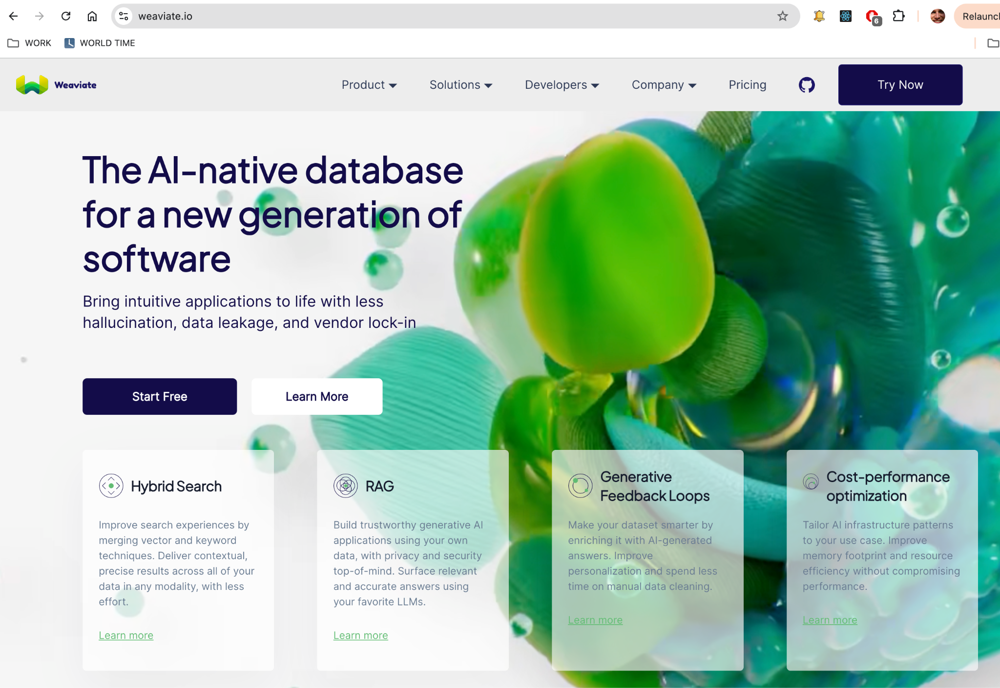 weaviate.io
6
Relaunch
WORK
WORLD TIME
Weaviate
Product
Solutions
Developers
Company
Pricing
Try Now
The AI-native database
for a new generation of
software
Bring intuitive applications to life with less
hallucination, data leakage, and vendor lock-in
Start Free
Learn More
Hybrid Search
Improve search experiences by
merging vector and keyword
techniques. Deliver contextual,
precise results across all of your
data in any modality, with less
effort.
Learn more
RAG
Build trustworthy generative AI
applications using your own
data, with privacy and security
top-of-mind. Surface relevant
and accurate answers using
your favorite LLMs.
Learn more
Generative
Feedback Loops
Make your dataset smarter by
enriching it with AI-generated
answers. Improve
personalization and spend less
time on manual data cleaning.
Learn more
Cost-performance
optimization
Tailor AI infrastructure patterns
to your use case. Improve
memory footprint and resource
efficiency without compromising
performance.
Learn more